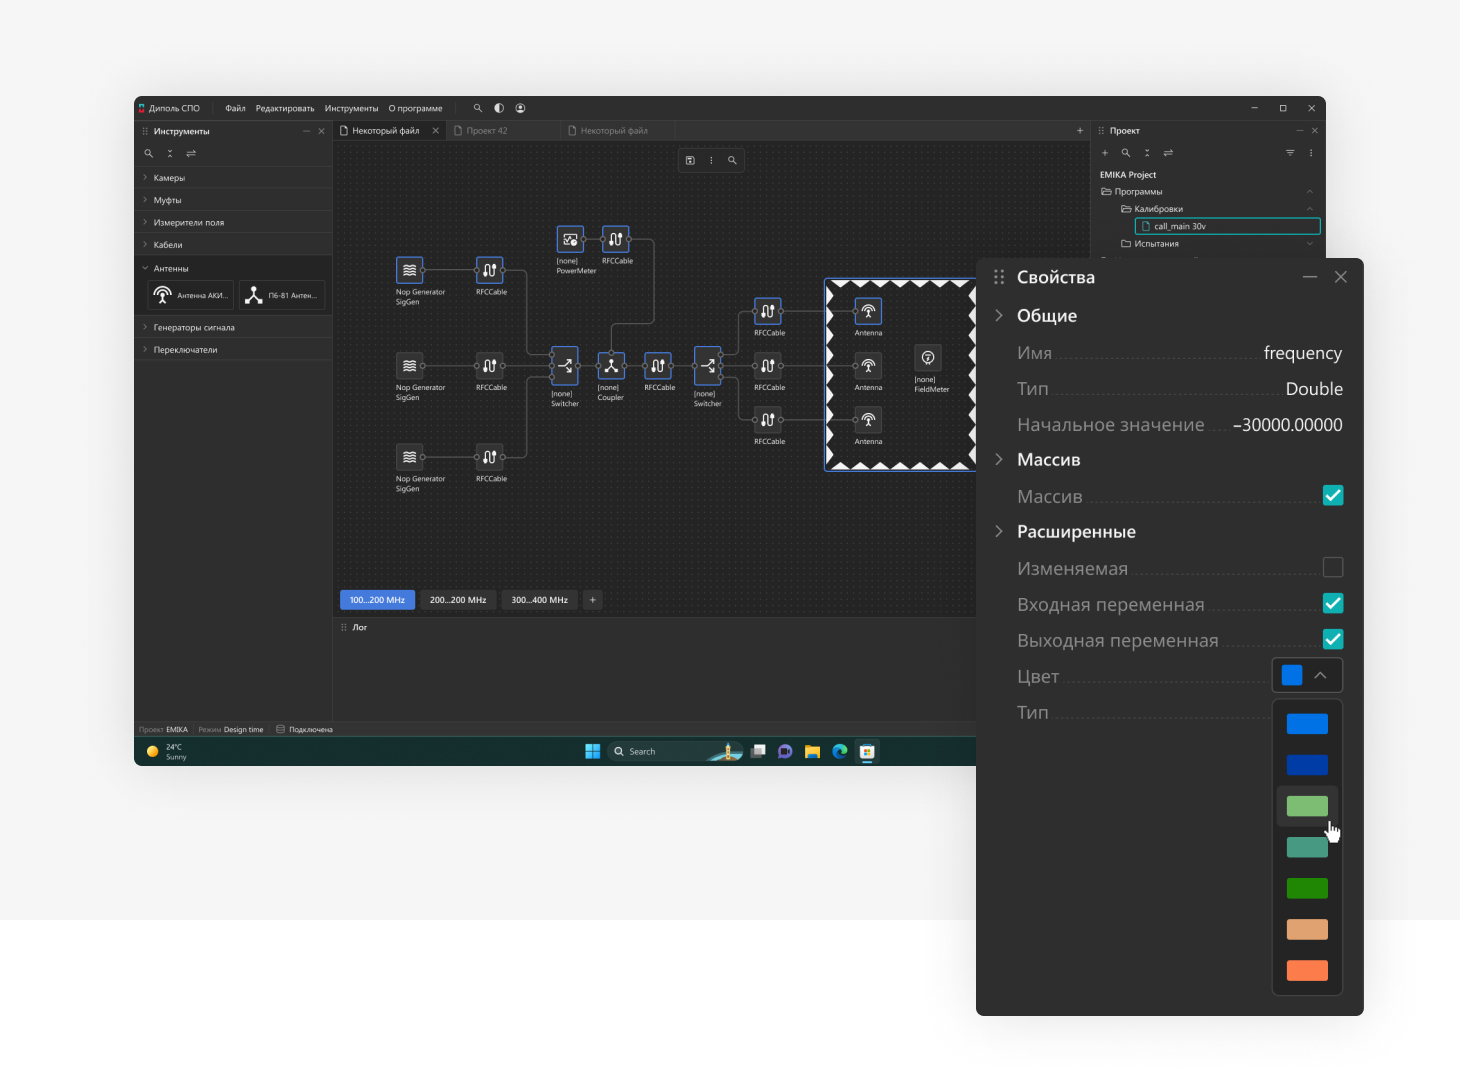 Диполь СПО
Файл
Редактировать
Инструменты
О программе
Инструменты
Некоторый файл
Проект 42
Некоторый файл
Проект
Камеры
Муфты
Измерители поля
Кабели
Антенны
Антенна АКИ...
П6-81 Антен...
Генераторы сигнала
Переключатели
EMIKA Project
Программы
Калибровки
call_main 30v
Испытания
[none]
PowerMeter
RFCCable
Nop Generator
SigGen
RFCCable
RFCCable
Antenna
Nop Generator
SigGen
RFCCable
[none]
Switcher
[none]
Coupler
RFCCable
[none]
Switcher
RFCCable
Antenna
[none]
FieldMeter
RFCCable
Antenna
Nop Generator
SigGen
RFCCable
100...200 MHz
200...200 MHz
300...400 MHz
Лог
Проект EMIKA
Режим Design time
Подключена
24°C
Sunny
Search
Свойства
Общие
Имя frequency
Тип Double
Начальное значение –30000.00000
Массив
Массив
Расширенные
Изменяемая
Входная переменная
Выходная переменная
Цвет
Тип